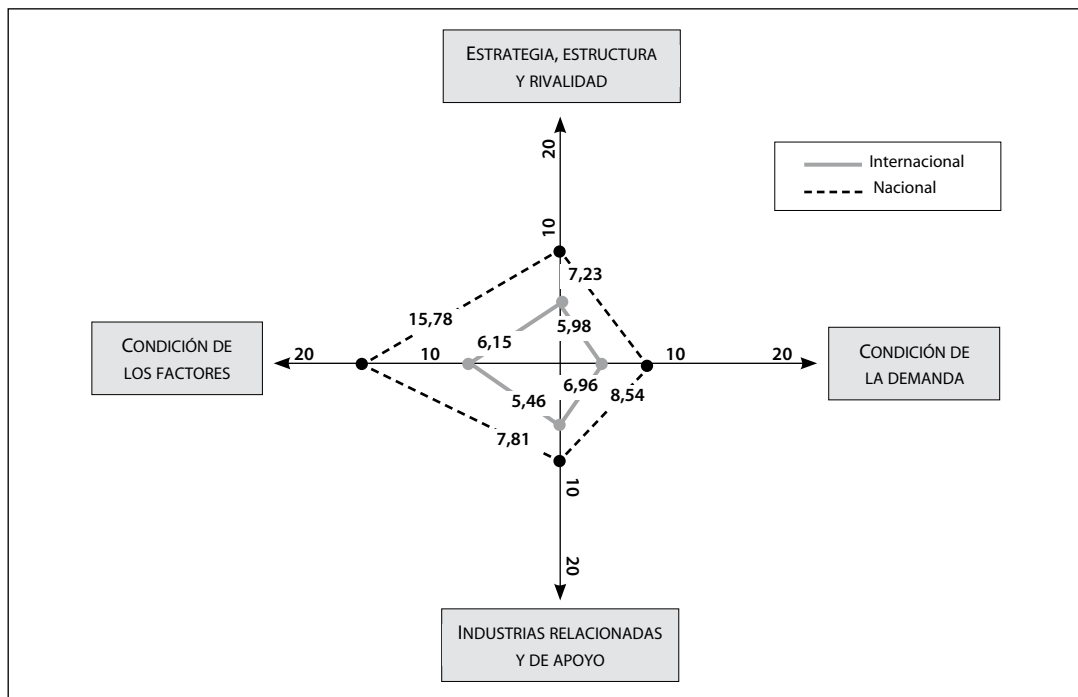 ESTRATEGIA, ESTRUCTURA
Y RIVALIDAD
20
Internacional
Nacional
10
7,23
15,78
5,98
6,15
CONDICIÓN DE
LOS FACTORES
20
10
10
20
CONDICIÓN DE
LA DEMANDA
6,96
8,54
5,46
7,81
10
20
INDUSTRIAS RELACIONADAS
Y DE APOYO